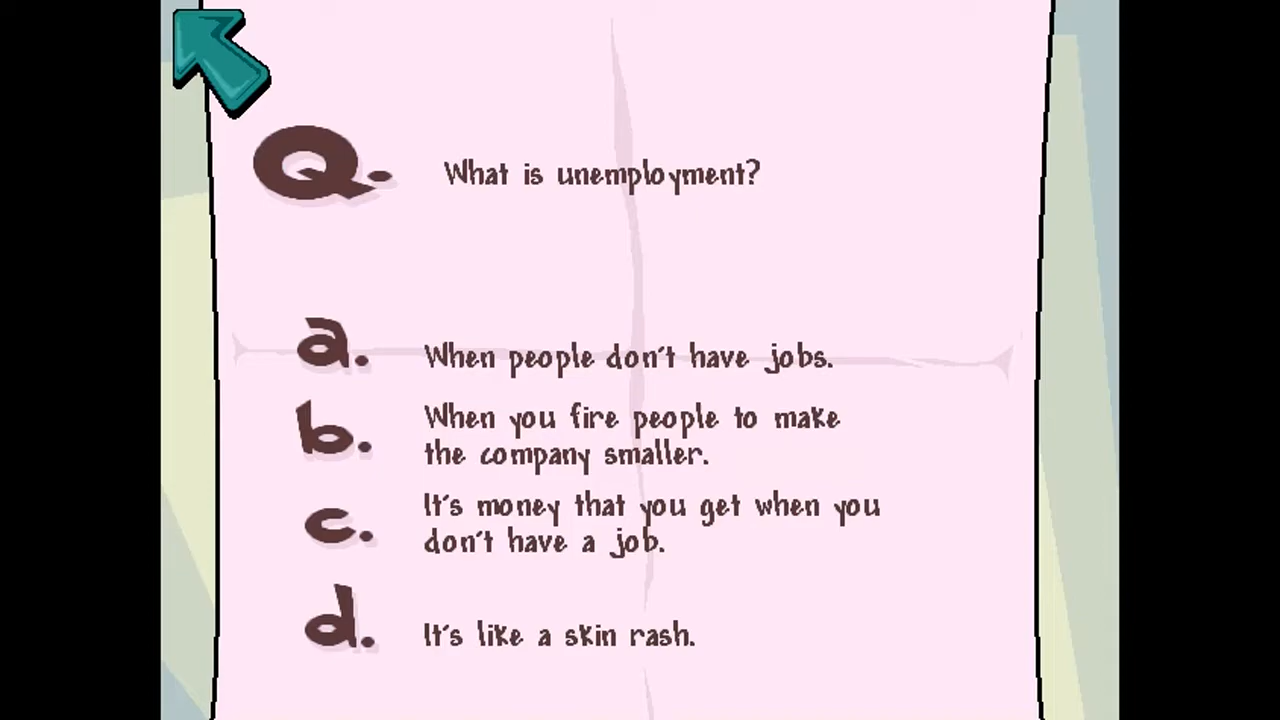 Q. What is unemployment?
a. When people don't have jobs.
b. When you fire people to make
the company smaller.
c. It's money that you get when you
don't have a job.
d. It's like a skin rash.